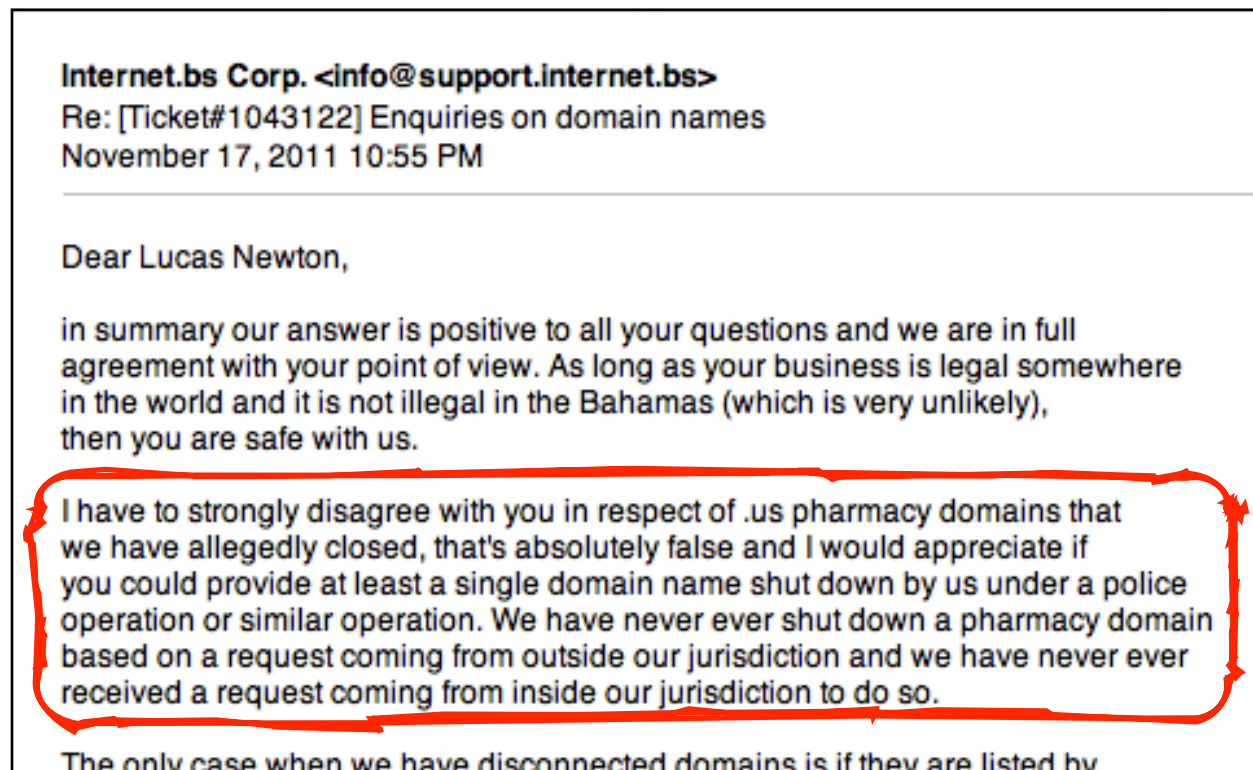 Internet.bs Corp. <info@support.internet.bs>
Re: [Ticket#1043122] Enquiries on domain names
November 17, 2011 10:55 PM
Dear Lucas Newton,
in summary our answer is positive to all your questions and we are in full
agreement with your point of view. As long as your business is legal somewhere
in the world and it is not illegal in the Bahamas (which is very unlikely),
then you are safe with us.
I have to strongly disagree with you in respect of .us pharmacy domains that
we have allegedly closed, that's absolutely false and I would appreciate if
you could provide at least a single domain name shut down by us under a police
operation or similar operation. We have never ever shut down a pharmacy domain
based on a request coming from outside our jurisdiction and we have never ever
received a request coming from inside our jurisdiction to do so.
The only case when we have disconnected domains is if they are listed by